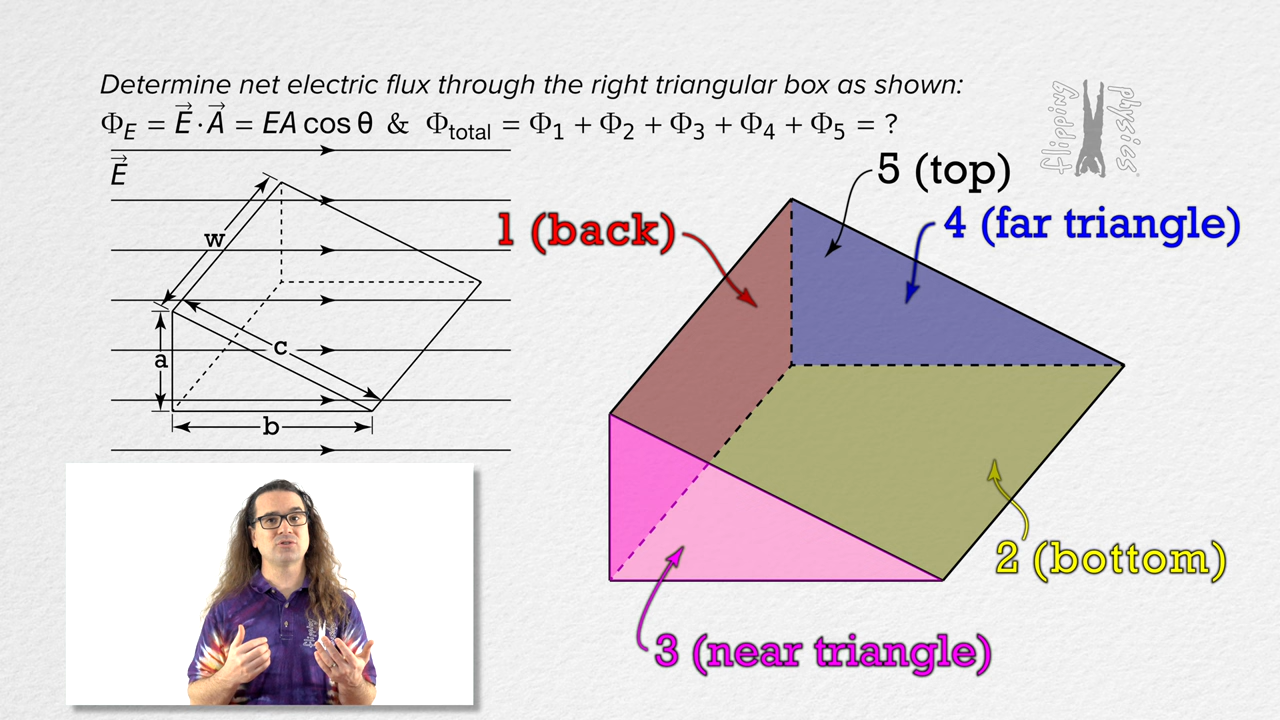 Determine net electric flux through the right triangular box as shown:
Φ_E = E⃗ · A⃗ = EA cos θ & Φ_total = Φ₁ + Φ₂ + Φ₃ + Φ₄ + Φ₅ = ?
flipping physics
E⃗
5 (top)
4 (far triangle)
1 (back)
w
a
c
b
2 (bottom)
3 (near triangle)